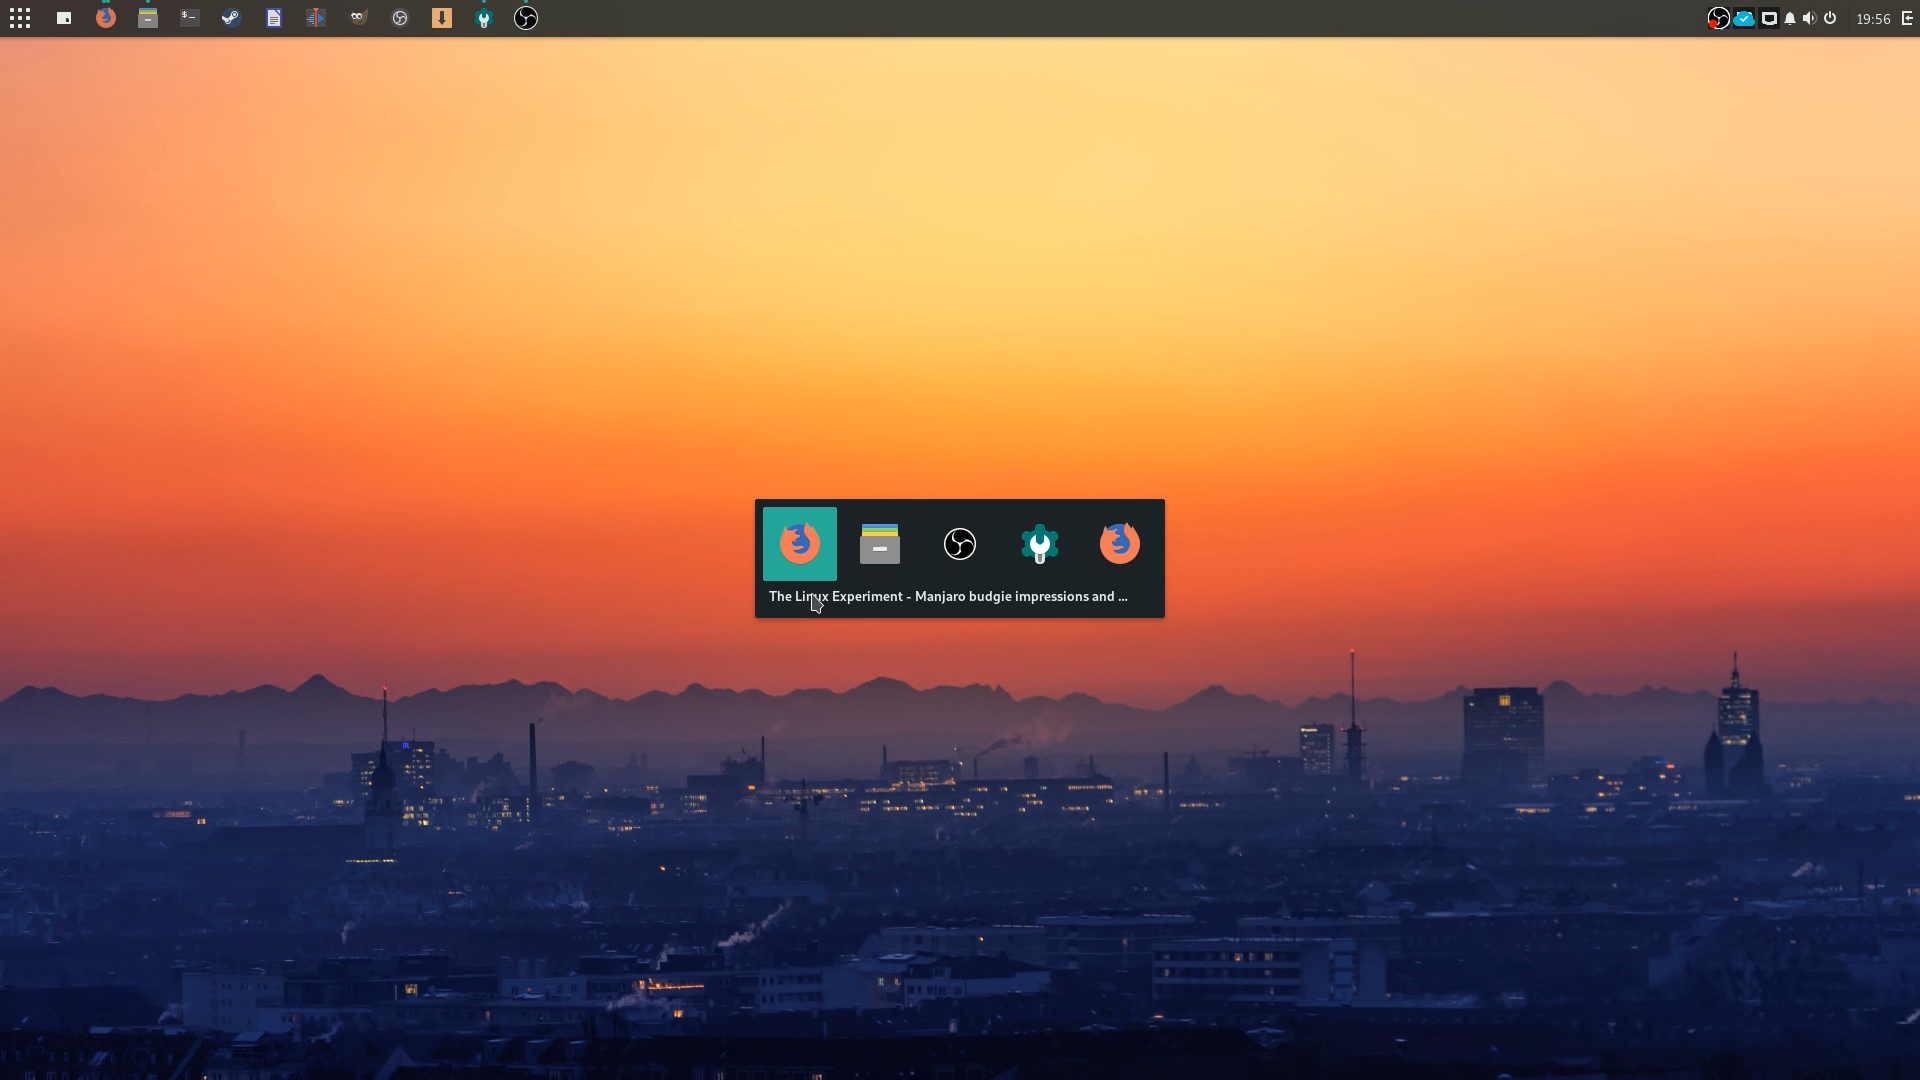 19:56
The Linux Experiment - Manjaro budgie impressions and ...